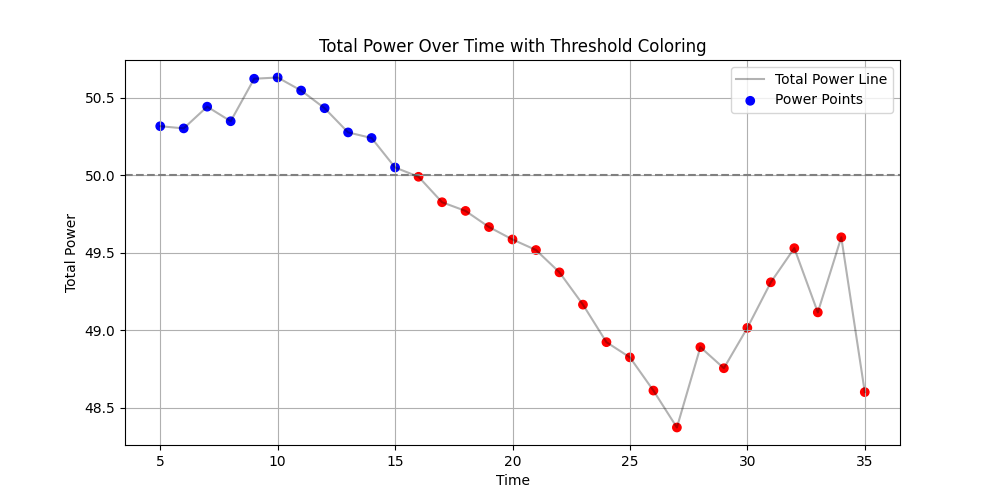 Total Power Over Time with Threshold Coloring
Total Power Line
Power Points
50.5
50.0
49.5
49.0
48.5
Total Power
5 10 15 20 25 30 35
Time